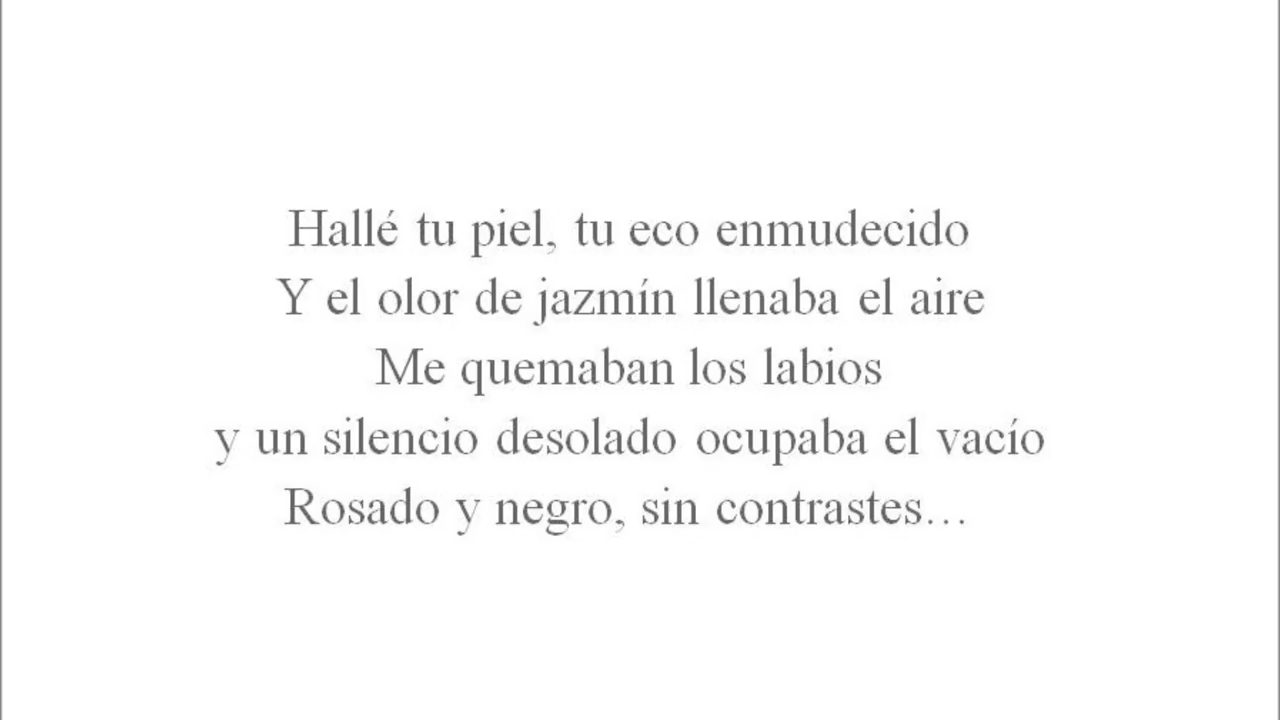 Hallé tu piel, tu eco enmudecido
Y el olor de jazmín llenaba el aire
Me quemaban los labios
y un silencio desolado ocupaba el vacío
Rosado y negro, sin contrastes…